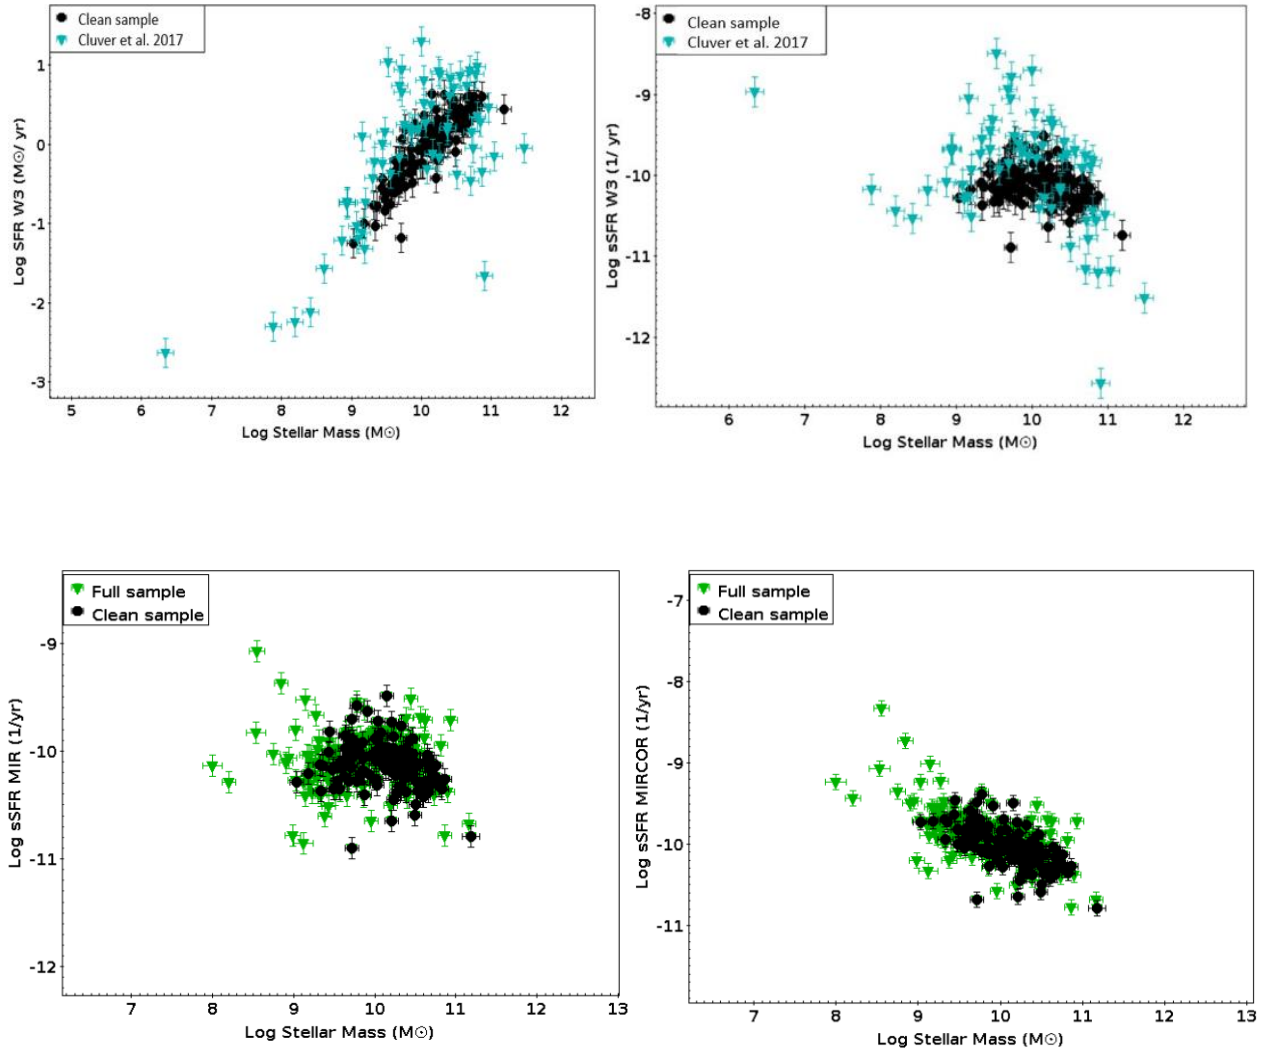 Clean sample
Cluver et al. 2017
1
0
-1
-2
-3
Log SFR W3 (M☉/ yr)
5 6 7 8 9 10 11 12
Log Stellar Mass (M☉)
Clean sample
Cluver et al. 2017
-8
-9
-10
-11
-12
Log sSFR W3 (1/ yr)
6 7 8 9 10 11 12
Log Stellar Mass (M☉)
Full sample
Clean sample
-9
-10
-11
-12
Log sSFR MIR (1/yr)
7 8 9 10 11 12 13
Log Stellar Mass (M☉)
Full sample
Clean sample
-7
-8
-9
-10
-11
Log sSFR MIRCOR (1/yr)
7 8 9 10 11 12 13
Log Stellar Mass (M☉)